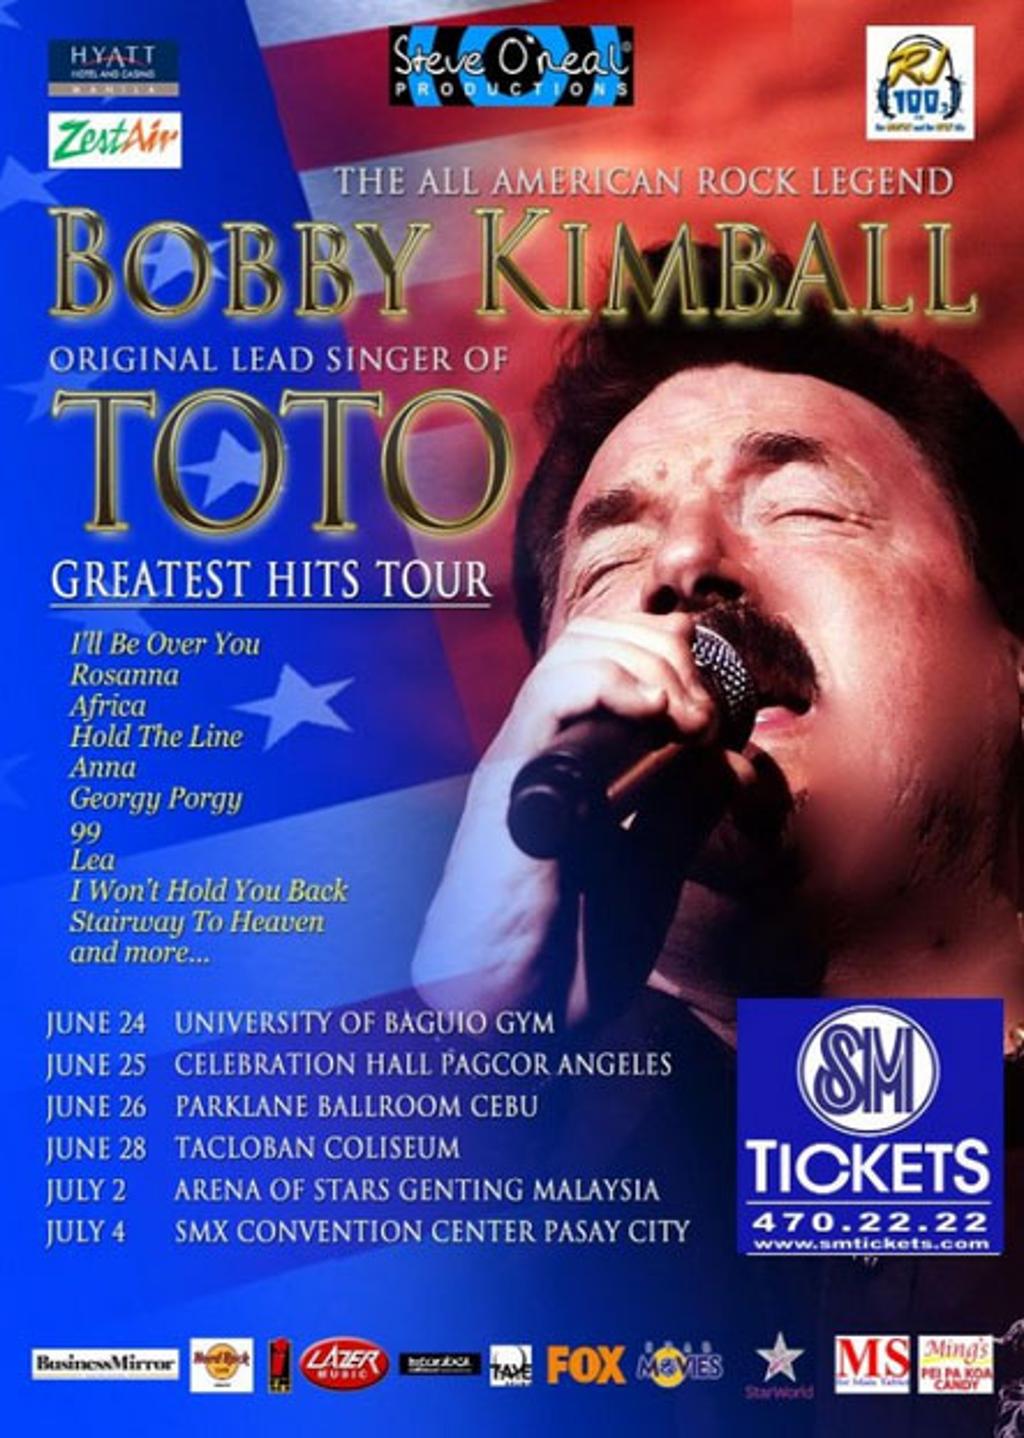 HYATT
HOTEL AND CASINO
MANILA
Steve O'neal
PRODUCTIONS
RJ
100.3
ZestAir
THE ALL AMERICAN ROCK LEGEND
BOBBY KIMBALL
ORIGINAL LEAD SINGER OF
TOTO
GREATEST HITS TOUR
I'll Be Over You
Rosanna
Africa
Hold The Line
Anna
Georgy Porgy
99
Lea
I Won't Hold You Back
Stairway To Heaven
and more...
JUNE 24 UNIVERSITY OF BAGUIO GYM
JUNE 25 CELEBRATION HALL PAGCOR ANGELES
JUNE 26 PARKLANE BALLROOM CEBU
JUNE 28 TACLOBAN COLISEUM
JULY 2 ARENA OF STARS GENTING MALAYSIA
JULY 4 SMX CONVENTION CENTER PASAY CITY
SM
TICKETS
470.22.22
www.smtickets.com
BusinessMirror
Hard Rock
LAZER
MUSIC
FOX
MOVIES
StarWorld
MS
Ming's
PEI PA KOA
CANDY